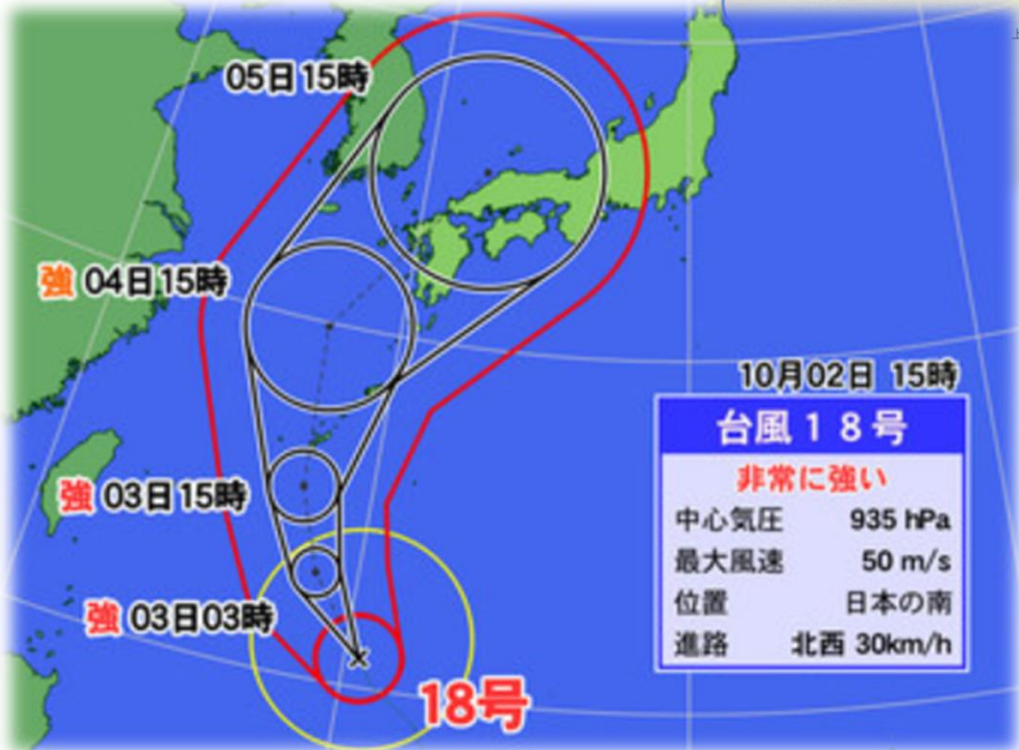 05日15時
強 04日15時
10月02日 15時
台風18号
非常に強い
中心気圧 935 hPa
最大風速 50 m/s
位置 日本の南
進路 北西 30km/h
強 03日15時
強 03日03時
18号